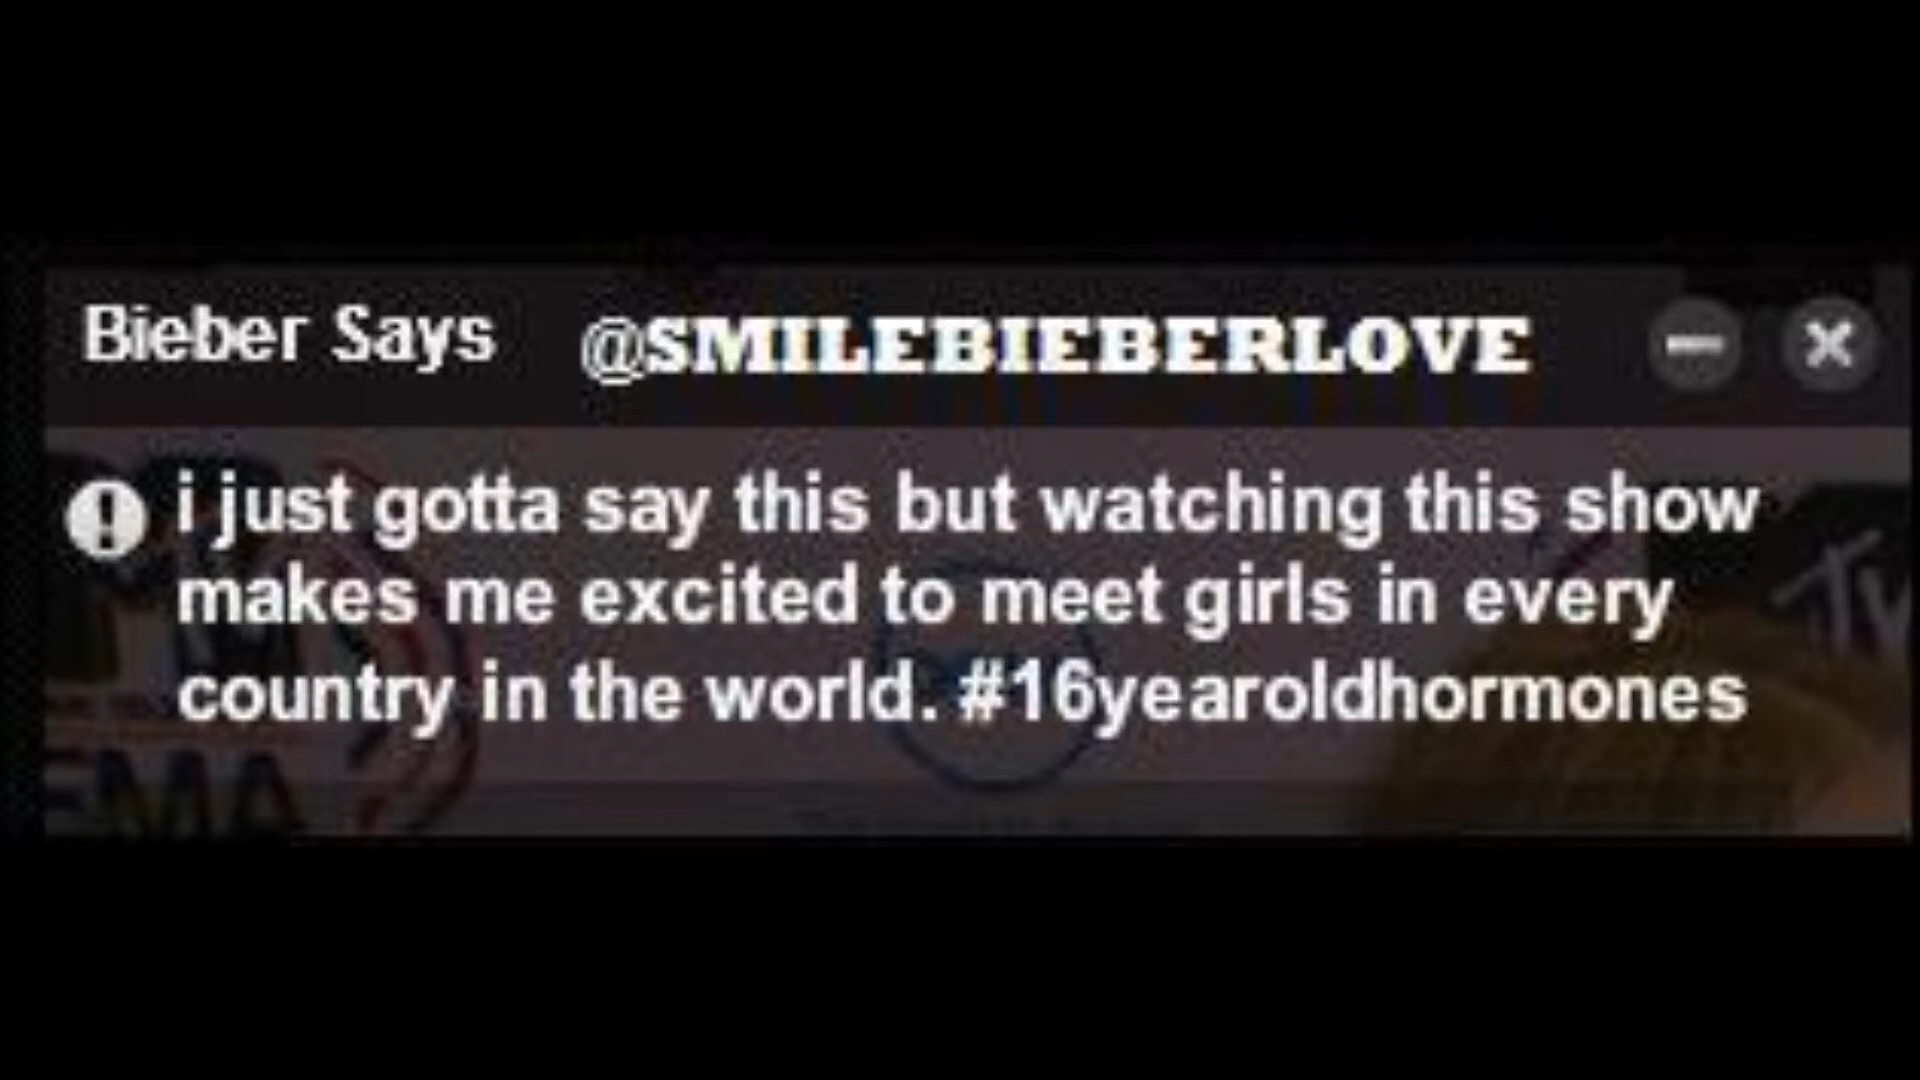 Bieber Says @SMILEBIEBERLOVE
i just gotta say this but watching this show
makes me excited to meet girls in every
country in the world. #16yearoldhormones
EMA